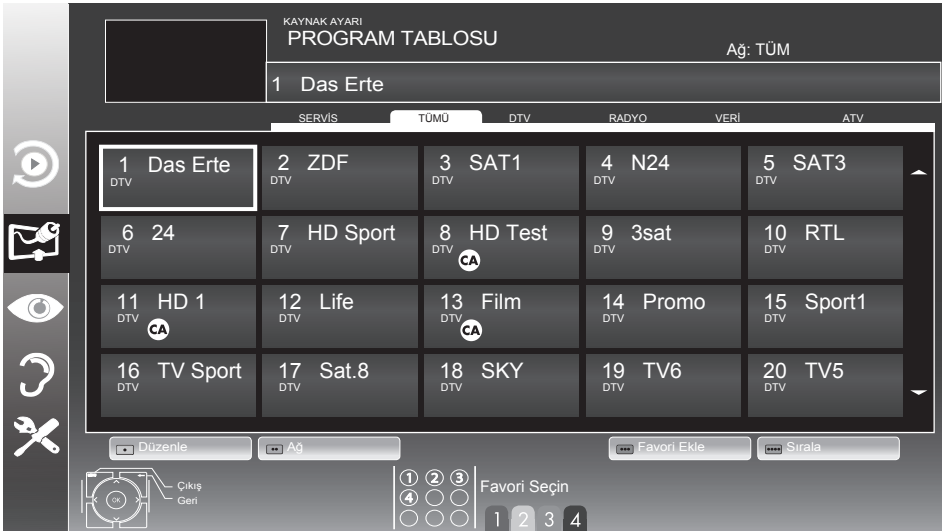 KAYNAK AYARI
PROGRAM TABLOSU
Ağ: TÜM
1 Das Erte
SERVİS TÜMÜ DTV RADYO VERİ ATV
1 Das Erte 2 ZDF 3 SAT1 4 N24 5 SAT3
DTV DTV DTV DTV DTV
6 24 7 HD Sport 8 HD Test 9 3sat 10 RTL
DTV DTV DTV DTV DTV
CA
11 HD 1 12 Life 13 Film 14 Promo 15 Sport1
DTV DTV DTV DTV DTV
CA CA
16 TV Sport 17 Sat.8 18 SKY 19 TV6 20 TV5
DTV DTV DTV DTV DTV
Düzenle Ağ Favori Ekle Sırala
OK
Çıkış
Geri
1 2 3
4
Favori Seçin
1 2 3 4